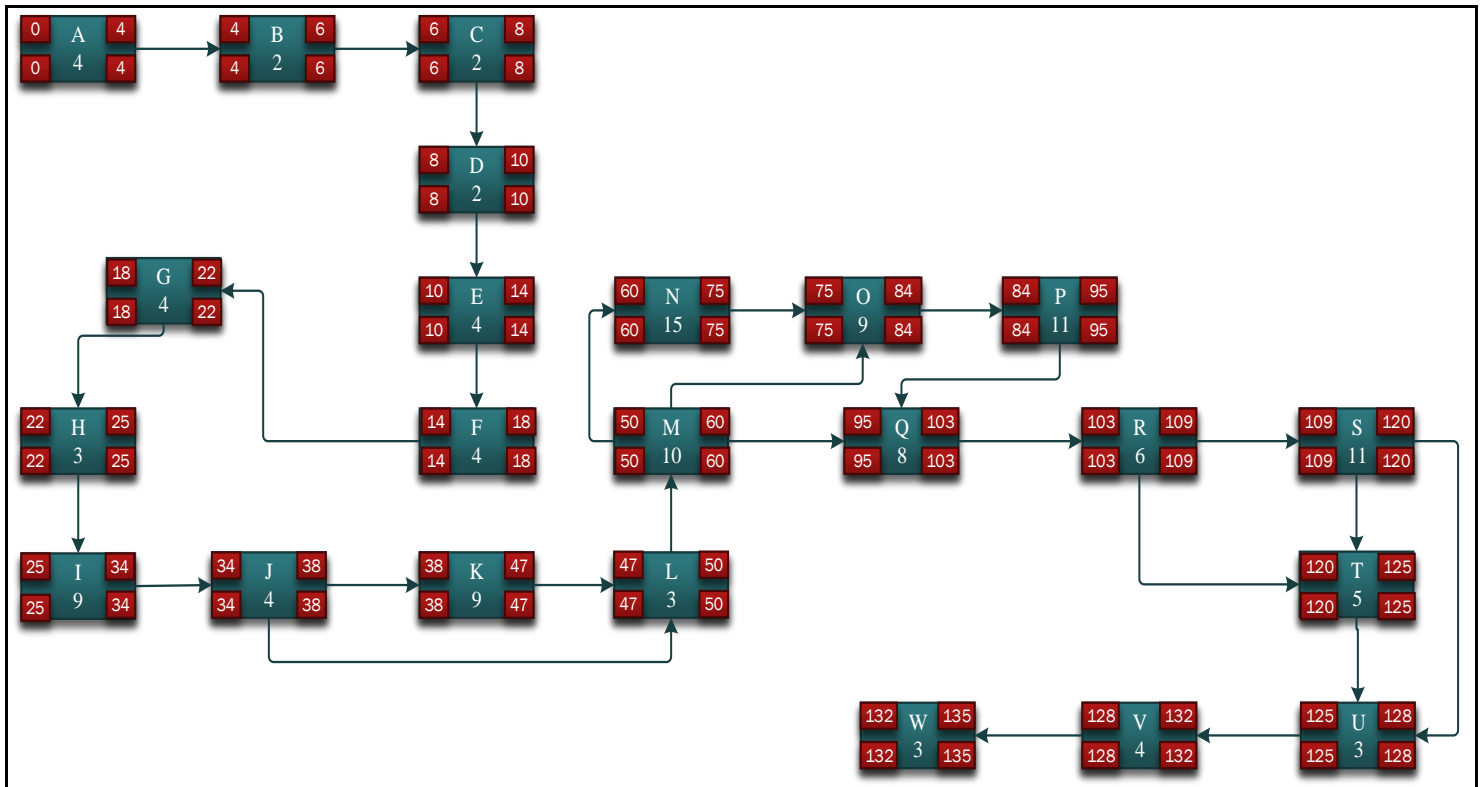 0 A 4 4 B 6 6 C 8
0 4 4 4 2 6 6 2 8
8 D 10
8 2 10
18 G 22
18 4 22
10 E 14 60 N 75 75 O 84 84 P 95
10 4 14 60 15 75 75 9 84 84 11 95
22 H 25 14 F 18 50 M 60 95 Q 103 103 R 109 109 S 120
22 3 25 14 4 18 50 10 60 95 8 103 103 6 109 109 11 120
25 I 34 34 J 38 38 K 47 47 L 50 120 T 125
25 9 34 34 4 38 38 9 47 47 3 50 120 5 125
132 W 135 128 V 132 125 U 128
132 3 135 128 4 132 125 3 128